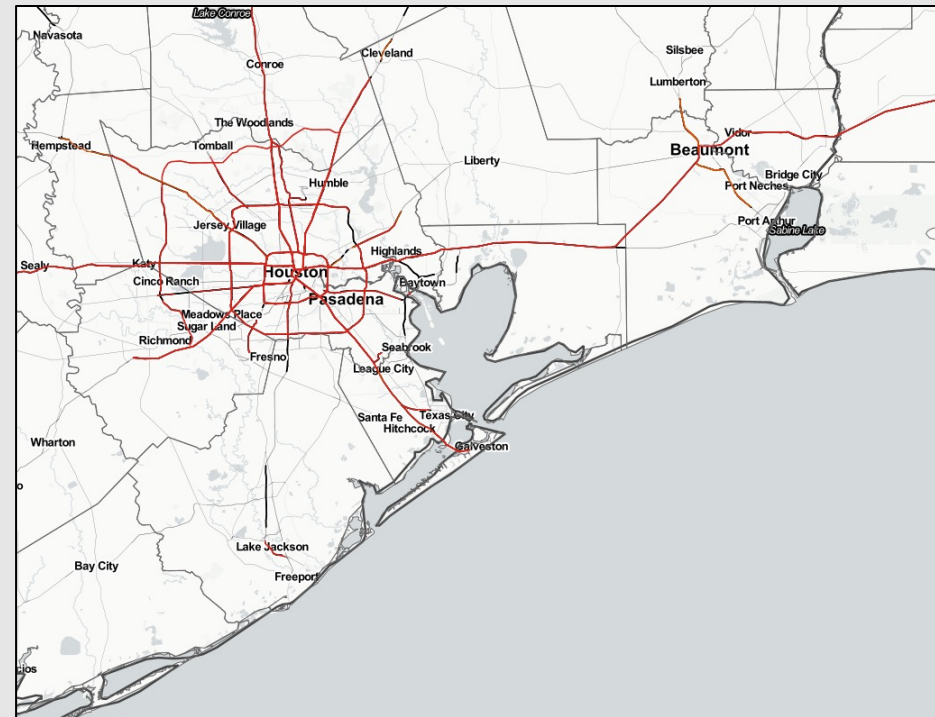 Lake Conroe
Navasota
Cleveland
Silsbee
Conroe
Lumberton
The Woodlands
Vidor
Hempstead
Tomball
Beaumont
Liberty
Bridge City
Humble
Port Neches
Jersey Village
Port Arthur
Sabine Lake
Highlands
Sealy
Katy
Houston
Cinco Ranch
Baytown
Pasadena
Meadows Place
Sugar Land
Richmond
Seabrook
Fresno
League City
Santa Fe
Texas City
Hitchcock
Wharton
Galveston
o
Lake Jackson
Bay City
Freeport
cios